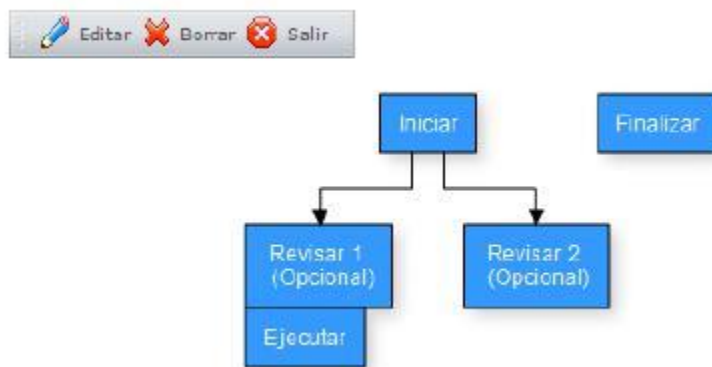 Editar Borrar Salir
Iniciar Finalizar
Revisar 1 Revisar 2
(Opcional) (Opcional)
Ejecutar